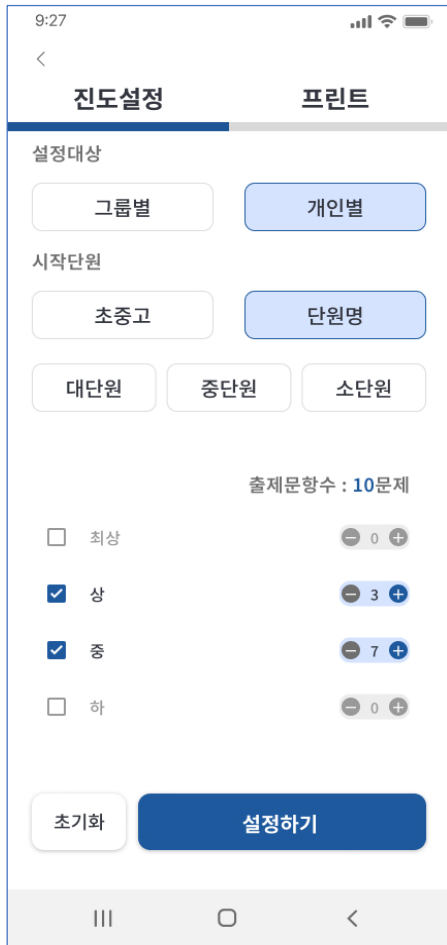 9:27
진도설정 프린트
설정대상
그룹별 개인별
시작단원
초중고 단원명
대단원 중단원 소단원
출제문항수 : 10문제
최상 0
상 3
중 7
하 0
초기화 설정하기